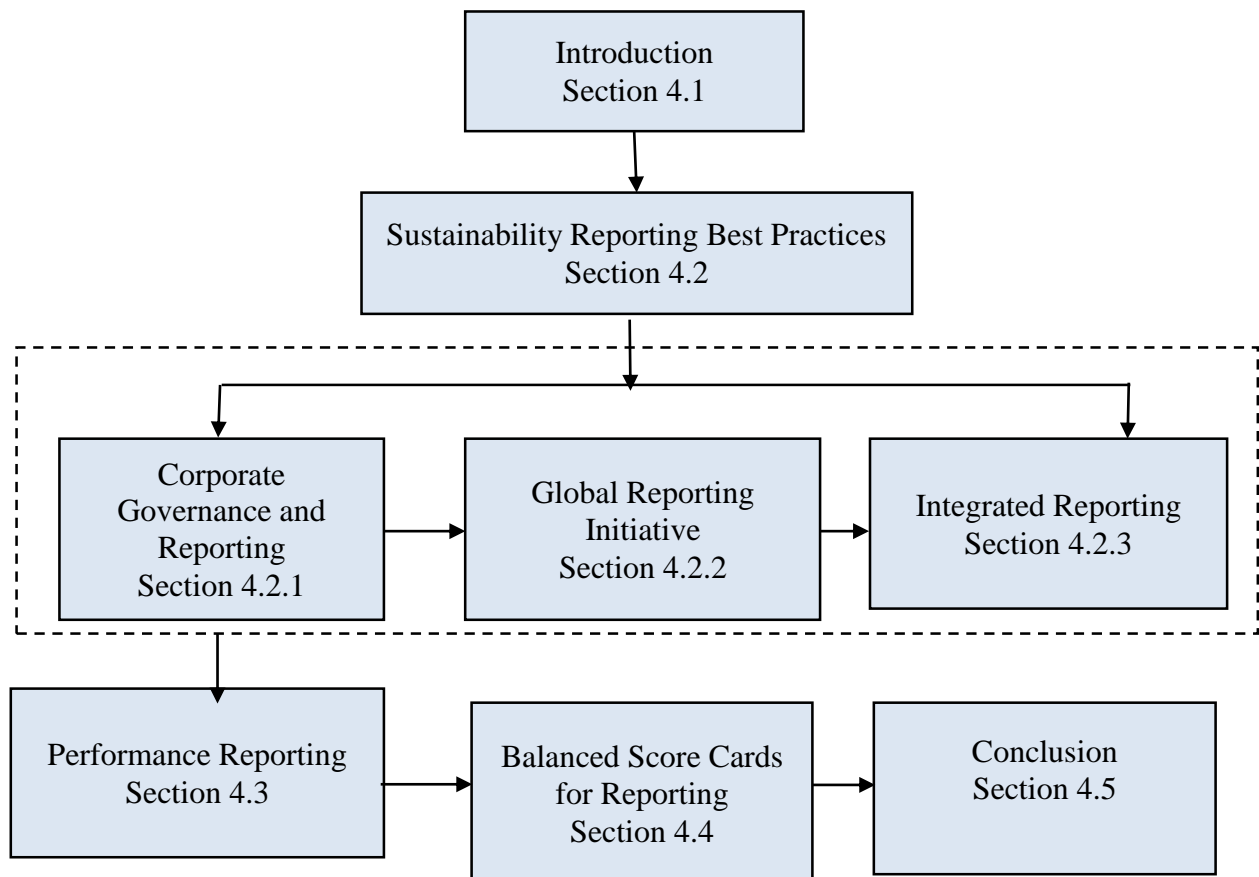 Introduction
Section 4.1
Sustainability Reporting Best Practices
Section 4.2
Corporate
Governance and
Reporting
Section 4.2.1
Global Reporting
Initiative
Section 4.2.2
Integrated Reporting
Section 4.2.3
Performance Reporting
Section 4.3
Balanced Score Cards
for Reporting
Section 4.4
Conclusion
Section 4.5